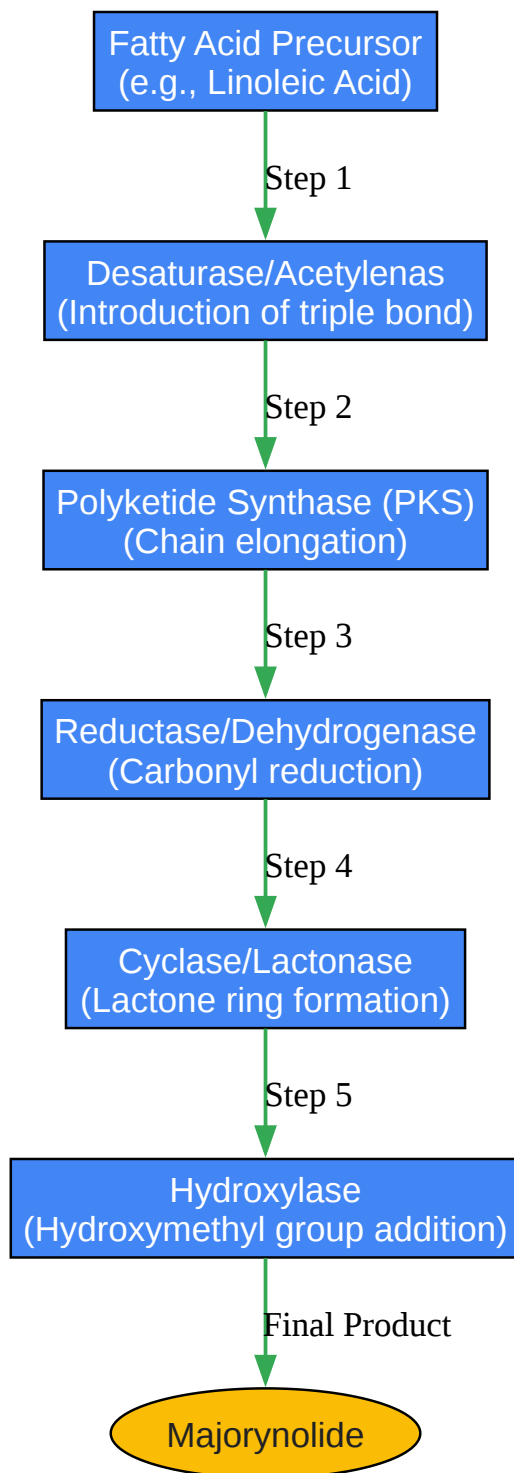 Fatty Acid Precursor
(e.g., Linoleic Acid)
Step 1
Desaturase/Acetylenas
(Introduction of triple bond)
Step 2
Polyketide Synthase (PKS)
(Chain elongation)
Step 3
Reductase/Dehydrogenase
(Carbonyl reduction)
Step 4
Cyclase/Lactonase
(Lactone ring formation)
Step 5
Hydroxylase
(Hydroxymethyl group addition)
Final Product
Majorynolide